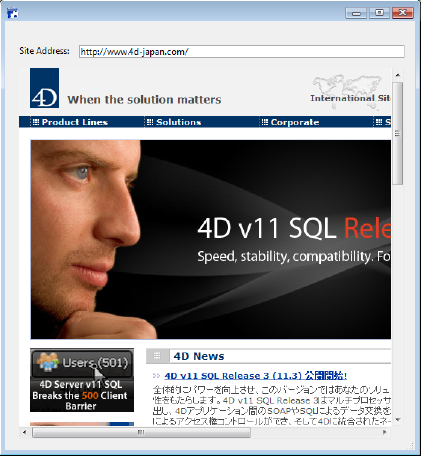 Site Address: http://www.4d-japan.com/
4D When the solution matters
International Sit
Product Lines Solutions Corporate S
4D v11 SQL Rele
Speed, stability, compatibility. Fo
Users (501)
4D Server v11 SQL
Breaks the 500 Client
Barrier
4D News
4D v11 SQL Release 3 (11.3) 公開開始!
全体的にパワーを向上させ、このバージョンではあなたのソリュ
性をもたらします。4D v11 SQL Release 3はマルチプロセッサ
出し、4Dアプリケーション間のSOAPやSQLによるデータ交換を
によるアクセス権コントロールができ、そして4Dに統合されたネー